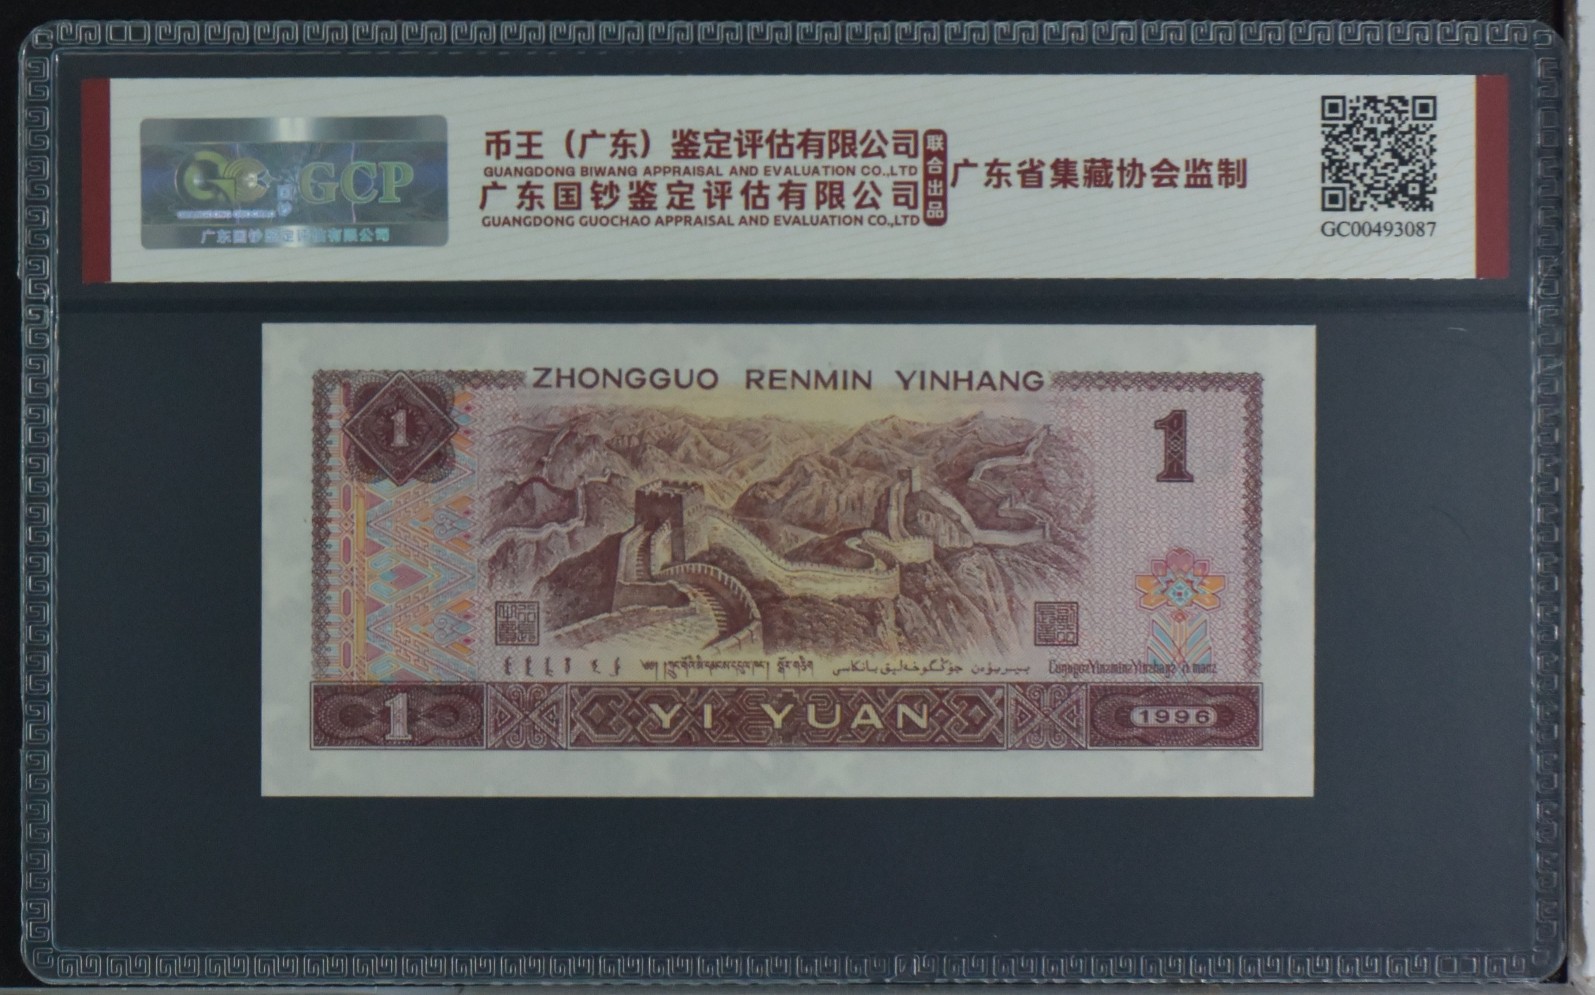 GCP
广东国钞鉴定评估有限公司
币王（广东）鉴定评估有限公司
GUANGDONG BIWANG APPRAISAL AND EVALUATION CO.,LTD
广东国钞鉴定评估有限公司
GUANGDONG GUOCHAO APPRAISAL AND EVALUATION CO.,LTD
联合出品
广东省集藏协会监制
GC00493087
ZHONGGUO RENMIN YINHANG
1
1
1 YI YUAN 1996